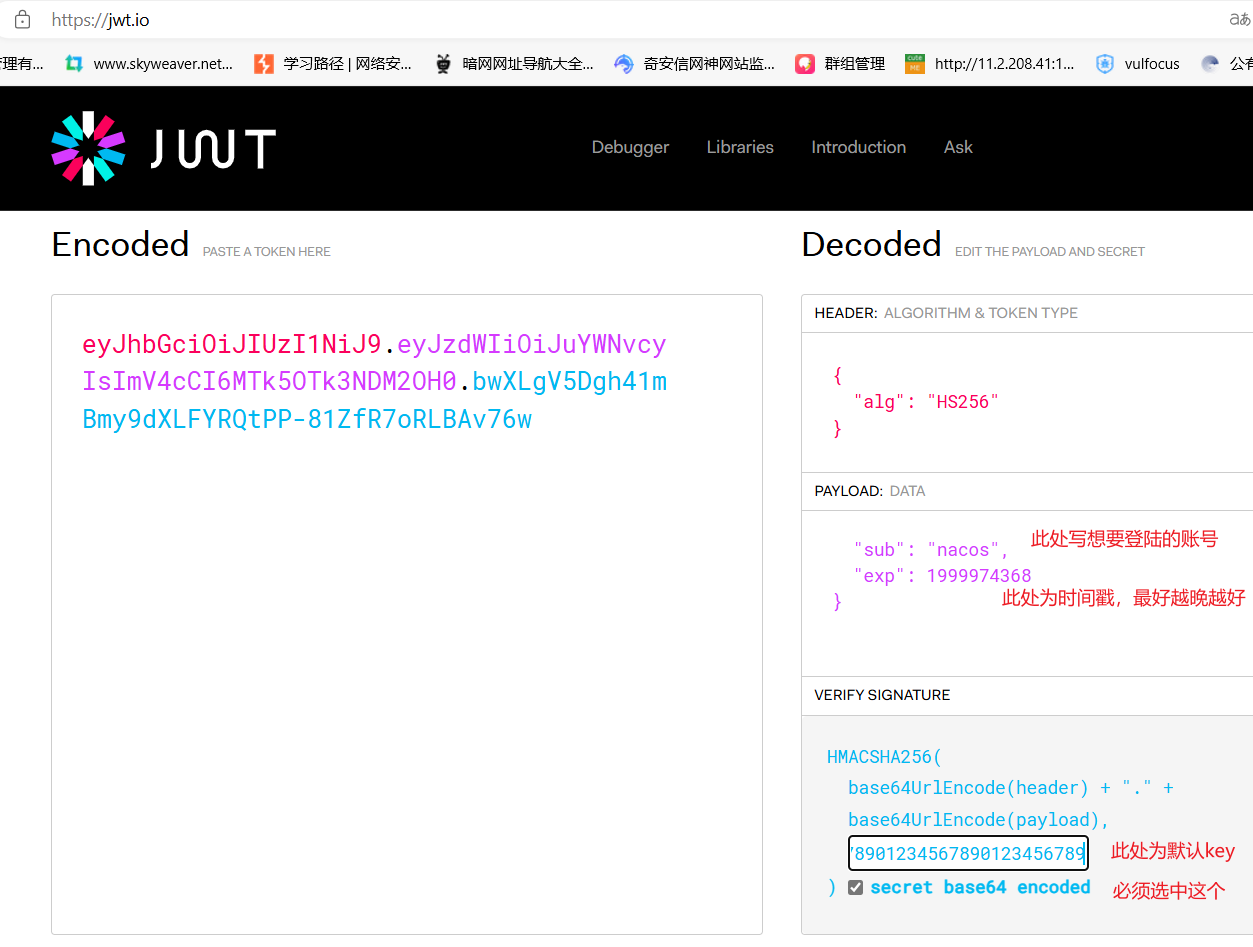 https://jwt.io
理有... www.skyweaver.net... 学习路径 | 网络安... 暗网网址导航大全... 奇安信网神网站监... 群组管理 http://11.2.208.41:1... vulfocus 公有
JWT Debugger Libraries Introduction Ask
Encoded PASTE A TOKEN HERE
eyJhbGciOiJIUzI1NiJ9.eyJzdWIiOiJuYWNvcy
IsImV4cCI6MTk5OTk3NDM2OH0.bwXLgV5Dgh41m
Bmy9dXLFYRQtPP-81ZfR7oRLBAv76w
Decoded EDIT THE PAYLOAD AND SECRET
HEADER: ALGORITHM & TOKEN TYPE
{
"alg": "HS256"
}
PAYLOAD: DATA
"sub": "nacos", 此处写想要登陆的账号
"exp": 1999974368
} 此处为时间戳，最好越晚越好
VERIFY SIGNATURE
HMACSHA256(
base64UrlEncode(header) + "." +
base64UrlEncode(payload),
78901234567890123456789 此处为默认key
) secret base64 encoded 必须选中这个